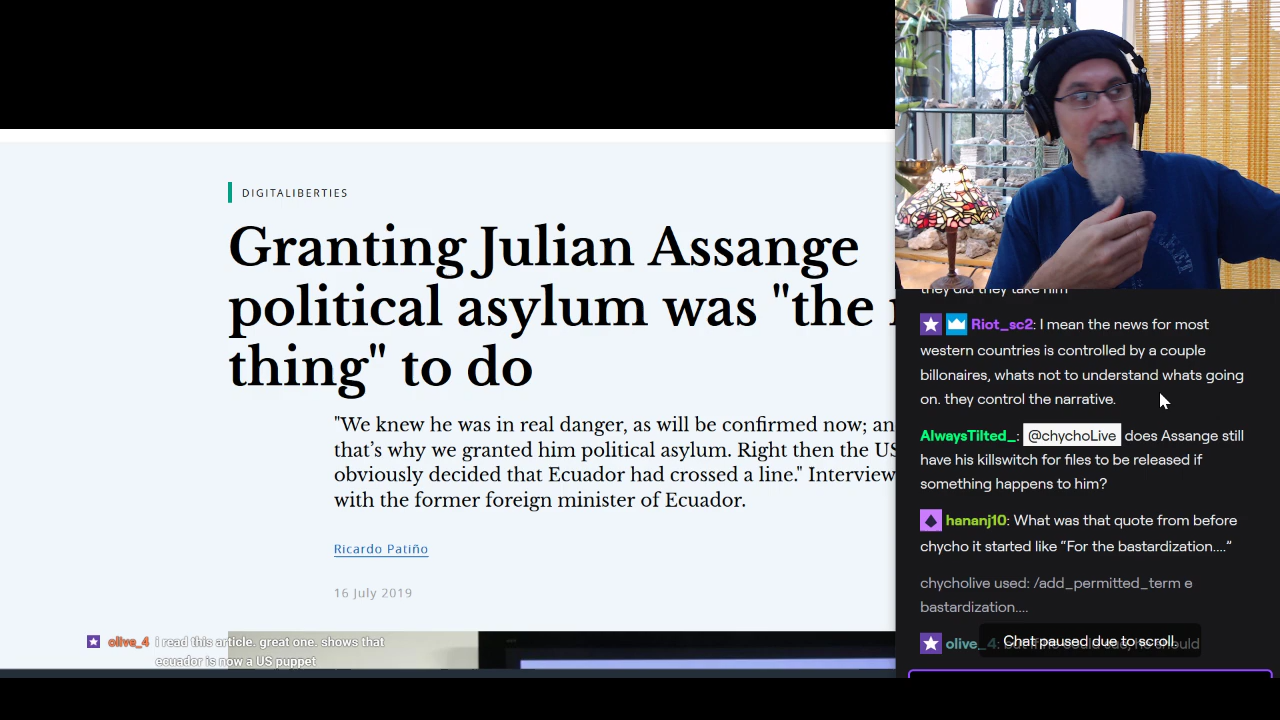 DIGITALIBERTIES
Granting Julian Assange
political asylum was "the
thing" to do
"We knew he was in real danger, as will be confirmed now; an
that's why we granted him political asylum. Right then the US
obviously decided that Ecuador had crossed a line." Interview
with the former foreign minister of Ecuador.
Ricardo Patiño
16 July 2019
olive_4 i read this article. great one. shows that
ecuador is now a US puppet
they did they take him
Riot_sc2: I mean the news for most
western countries is controlled by a couple
billonaires, whats not to understand whats going
on. they control the narrative.
AlwaysTilted_: @chychoLive does Assange still
have his killswitch for files to be released if
something happens to him?
hananj10: What was that quote from before
chycho it started like “For the bastardization....”
chycholive used: /add_permitted_term e
bastardization....
olive_4:
Chat paused due to scroll